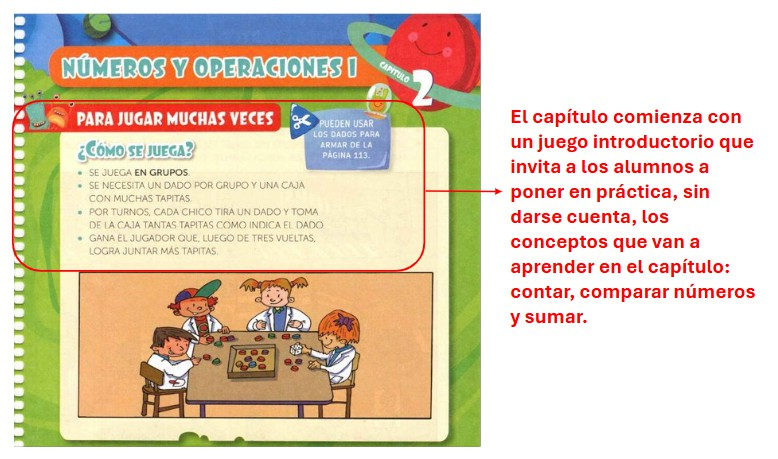 NÚMEROS Y OPERACIONES I
CAPÍTULO
2
PARA JUGAR MUCHAS VECES
PUEDEN USAR
LOS DADOS PARA
ARMAR DE LA
PÁGINA 113.
¿CÓMO SE JUEGA?
• SE JUEGA EN GRUPOS.
• SE NECESITA UN DADO POR GRUPO Y UNA CAJA
CON MUCHAS TAPITAS.
• POR TURNOS, CADA CHICO TIRA UN DADO Y TOMA
DE LA CAJA TANTAS TAPITAS COMO INDICA EL DADO.
• GANA EL JUGADOR QUE, LUEGO DE TRES VUELTAS,
LOGRA JUNTAR MÁS TAPITAS.
El capítulo comienza con
un juego introductorio que
invita a los alumnos a
poner en práctica, sin
darse cuenta, los
conceptos que van a
aprender en el capítulo:
contar, comparar números
y sumar.